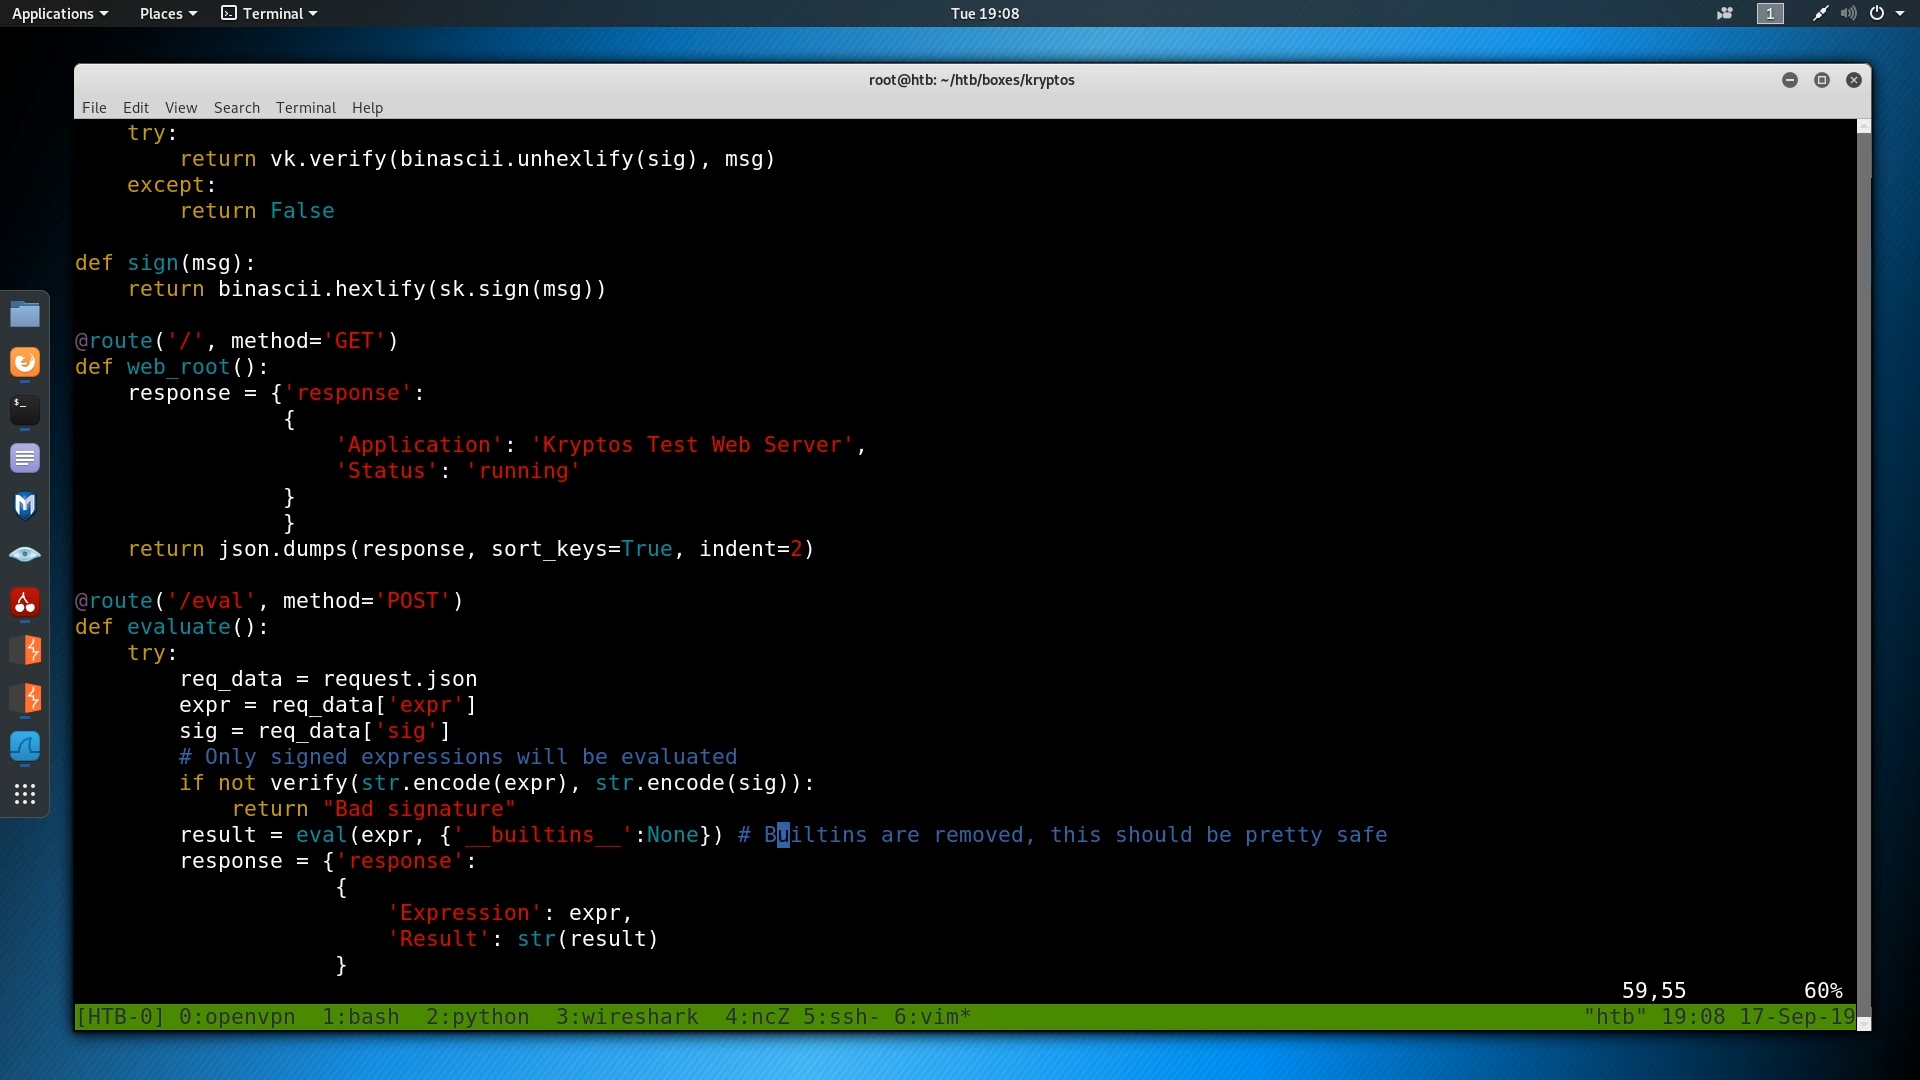 Applications Places Terminal Tue 19:08 1
root@htb: ~/htb/boxes/kryptos
File Edit View Search Terminal Help
    try:
        return vk.verify(binascii.unhexlify(sig), msg)
    except:
        return False

def sign(msg):
    return binascii.hexlify(sk.sign(msg))

@route('/', method='GET')
def web_root():
    response = {'response':
                {
                    'Application': 'Kryptos Test Web Server',
                    'Status': 'running'
                }
                }
    return json.dumps(response, sort_keys=True, indent=2)

@route('/eval', method='POST')
def evaluate():
    try:
        req_data = request.json
        expr = req_data['expr']
        sig = req_data['sig']
        # Only signed expressions will be evaluated
        if not verify(str.encode(expr), str.encode(sig)):
            return "Bad signature"
        result = eval(expr, {'__builtins__':None}) # Builtins are removed, this should be pretty safe
        response = {'response':
                    {
                        'Expression': expr,
                        'Result': str(result)
                    }
59,55 60%
[HTB-0] 0:openvpn  1:bash  2:python  3:wireshark  4:ncZ 5:ssh- 6:vim* "htb" 19:08 17-Sep-19